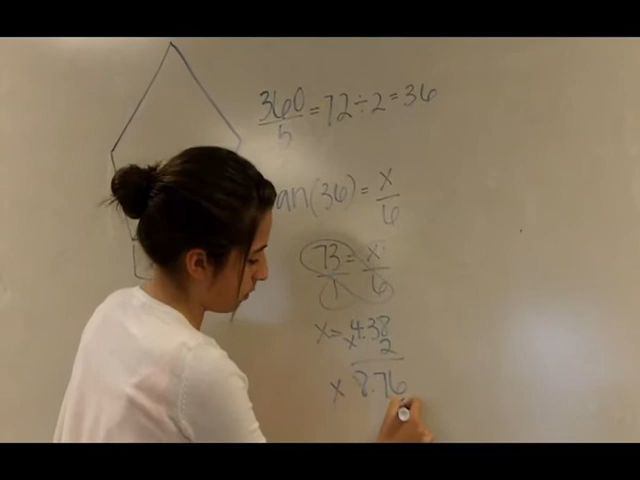 360/5 = 72 ÷ 2 = 36
an(36) = x/6
73/1 = x/6
x = 4.38
x 2
x 8.76